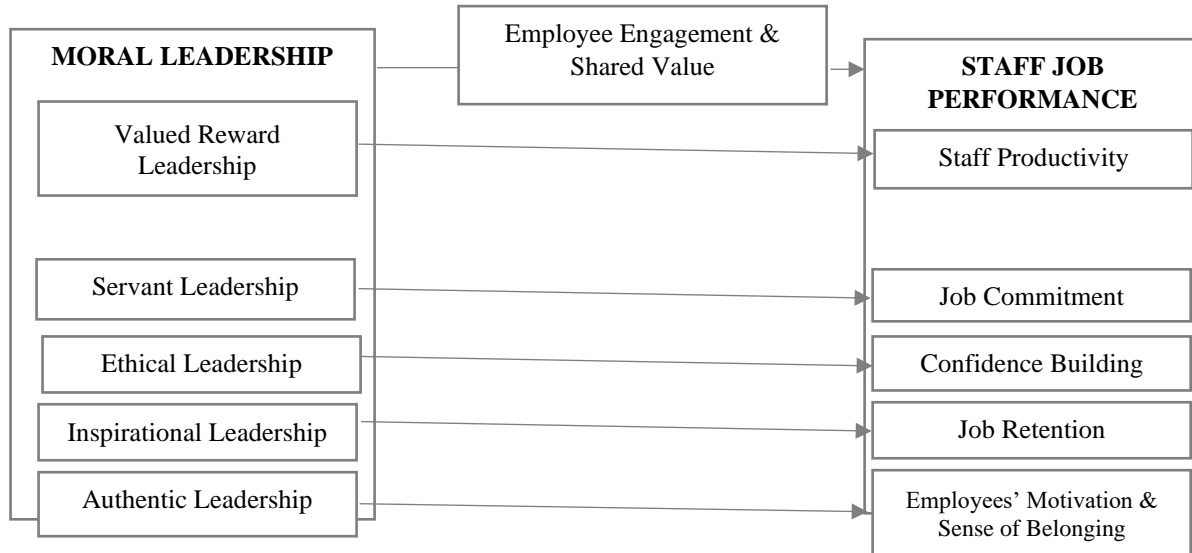 MORAL LEADERSHIP
Valued Reward
Leadership
Servant Leadership
Ethical Leadership
Inspirational Leadership
Authentic Leadership
Employee Engagement &
Shared Value
STAFF JOB
PERFORMANCE
Staff Productivity
Job Commitment
Confidence Building
Job Retention
Employees’ Motivation &
Sense of Belonging